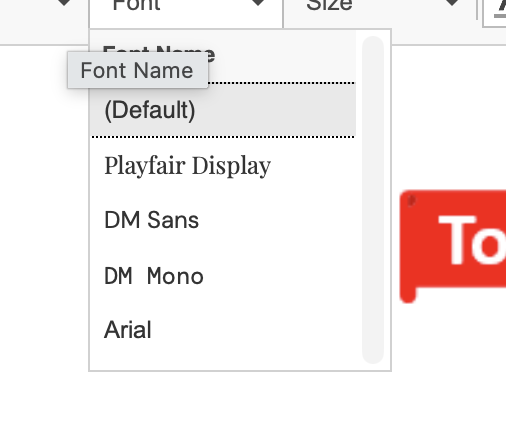 Font Size
Font Name
Font Name
(Default)
Playfair Display
DM Sans
DM Mono
Arial
To